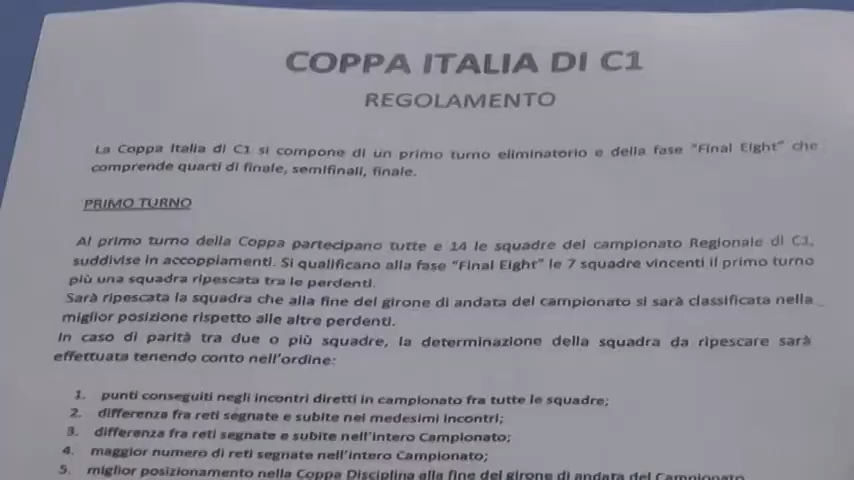 COPPA ITALIA DI C1
REGOLAMENTO
La Coppa Italia di C1 si compone di un primo turno eliminatorio e della fase "Final Eight" che
comprende quarti di finale, semifinali, finale.
PRIMO TURNO
Al primo turno della Coppa partecipano tutte e 14 le squadre del campionato Regionale di C1,
suddivise in accoppiamenti. Si qualificano alla fase "Final Eight" le 7 squadre vincenti il primo turno
più una squadra ripescata tra le perdenti.
Sarà ripescata la squadra che alla fine del girone di andata del campionato si sarà classificata nella
miglior posizione rispetto alle altre perdenti.
In caso di parità tra due o più squadre, la determinazione della squadra da ripescare sarà
effettuata tenendo conto nell'ordine:
1. punti conseguiti negli incontri diretti in campionato fra tutte le squadre;
2. differenza fra reti segnate e subite nei medesimi incontri;
3. differenza fra reti segnate e subite nell'intero Campionato;
4. maggior numero di reti segnate nell'intero Campionato;
5. miglior posizionamento nella Coppa Disciplina alla fine del girone di andata del Campionato